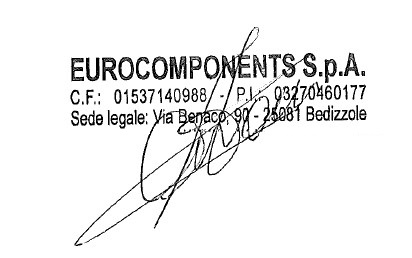 EUROCOMPONENTS S.p.A.
C.F.: 01537140988 - P.I.: 03270460177
Sede legale: Via Benaco, 90 - 25081 Bedizzole